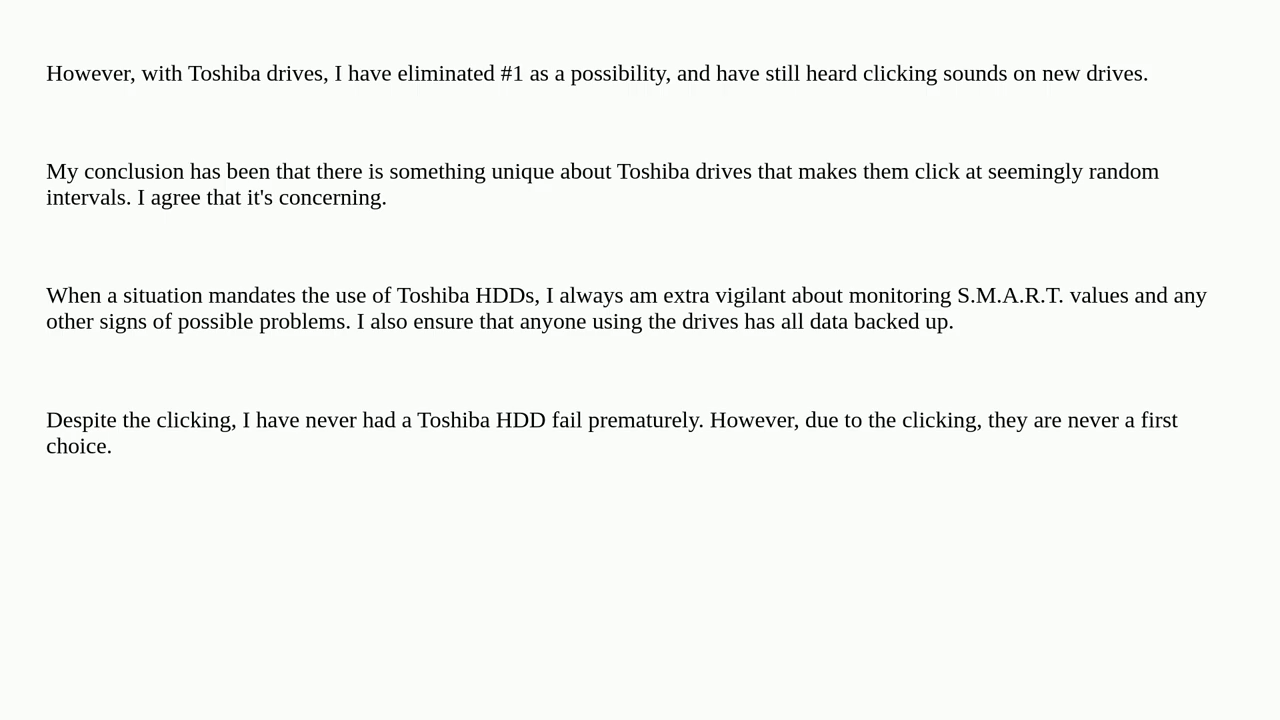 However, with Toshiba drives, I have eliminated #1 as a possibility, and have still heard clicking sounds on new drives.
My conclusion has been that there is something unique about Toshiba drives that makes them click at seemingly random
intervals. I agree that it's concerning.
When a situation mandates the use of Toshiba HDDs, I always am extra vigilant about monitoring S.M.A.R.T. values and any
other signs of possible problems. I also ensure that anyone using the drives has all data backed up.
Despite the clicking, I have never had a Toshiba HDD fail prematurely. However, due to the clicking, they are never a first
choice.